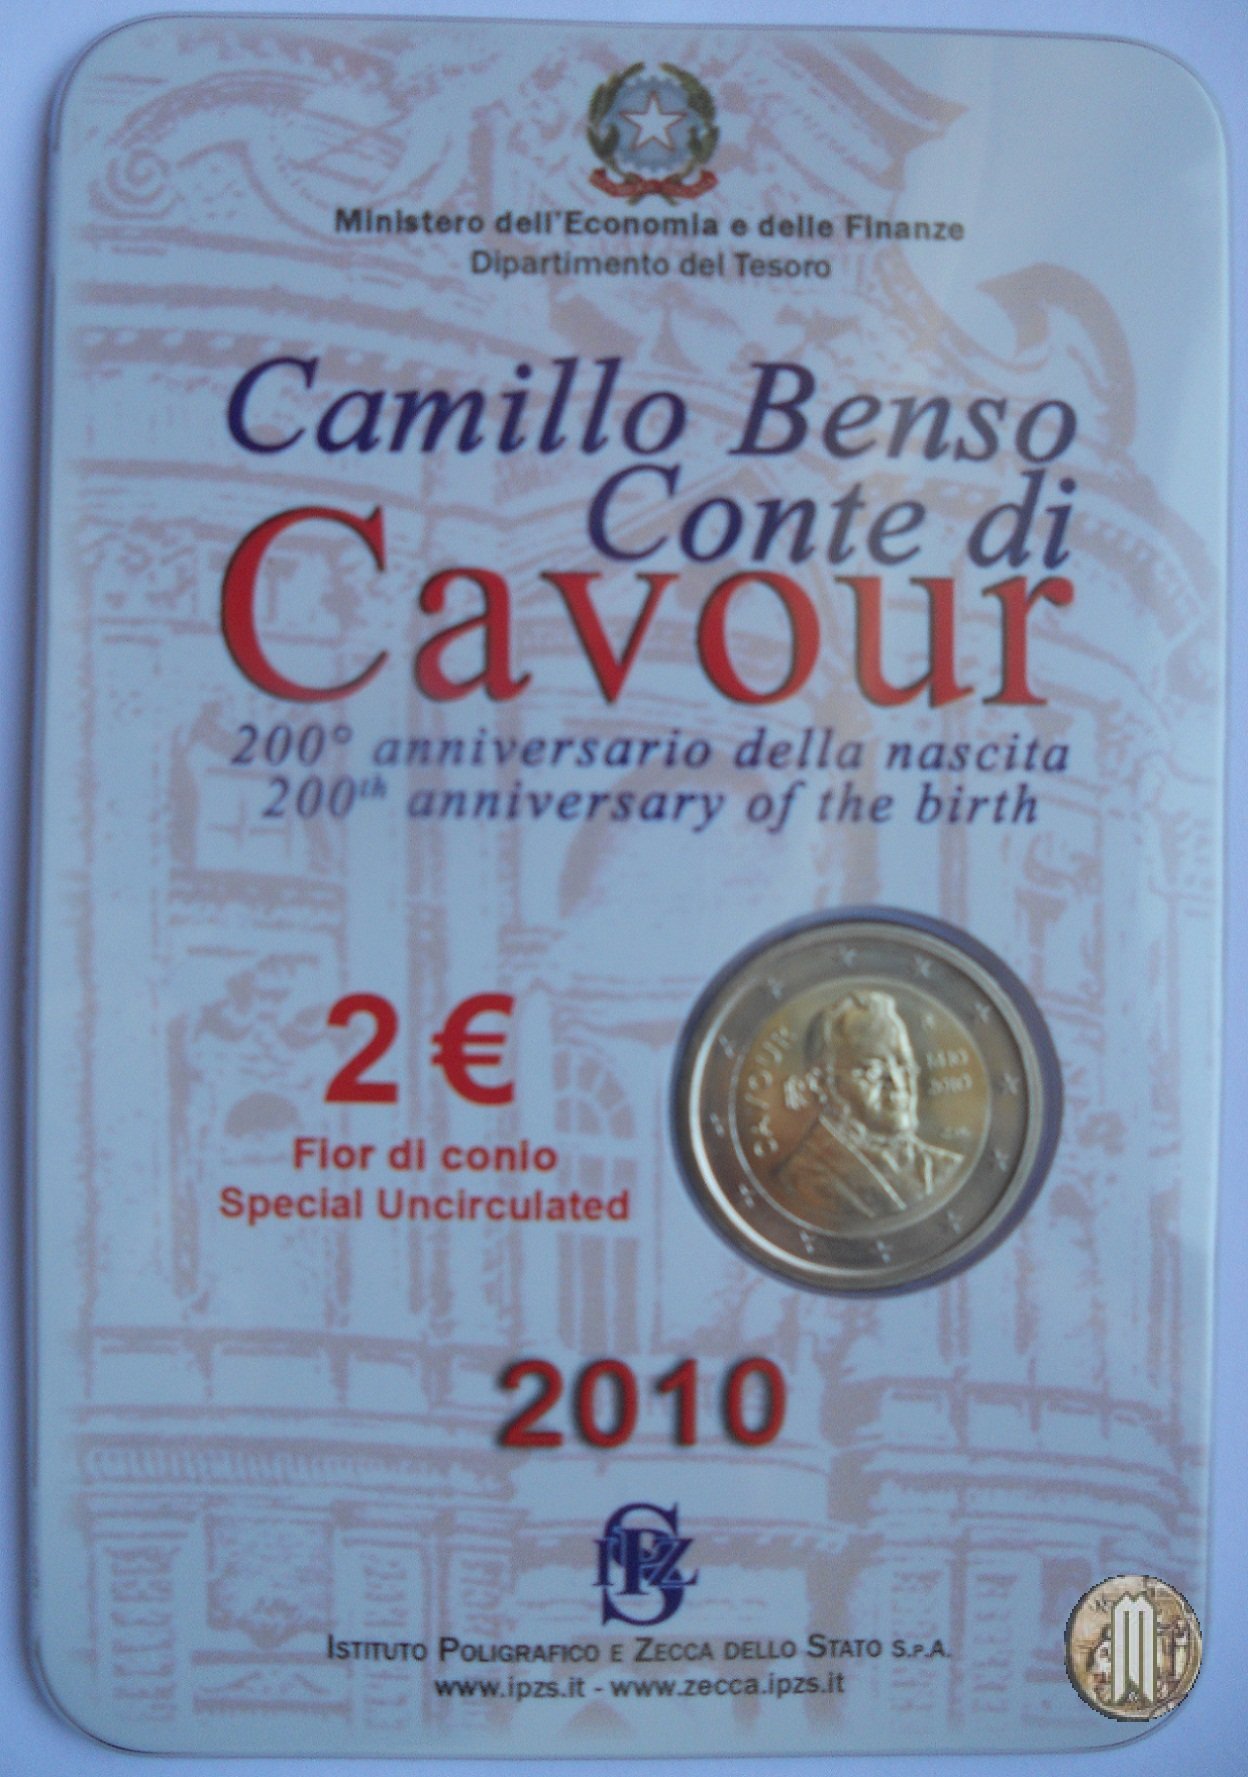 Ministero dell'Economia e delle Finanze
Dipartimento del Tesoro
Camillo Benso
Conte di
Cavour
200° anniversario della nascita
200th anniversary of the birth
CAVOUR
1810
2010
2 €
Fior di conio
Special Uncirculated
2010
IPZS
ISTITUTO POLIGRAFICO E ZECCA DELLO STATO S.P.A.
www.ipzs.it - www.zecca.ipzs.it